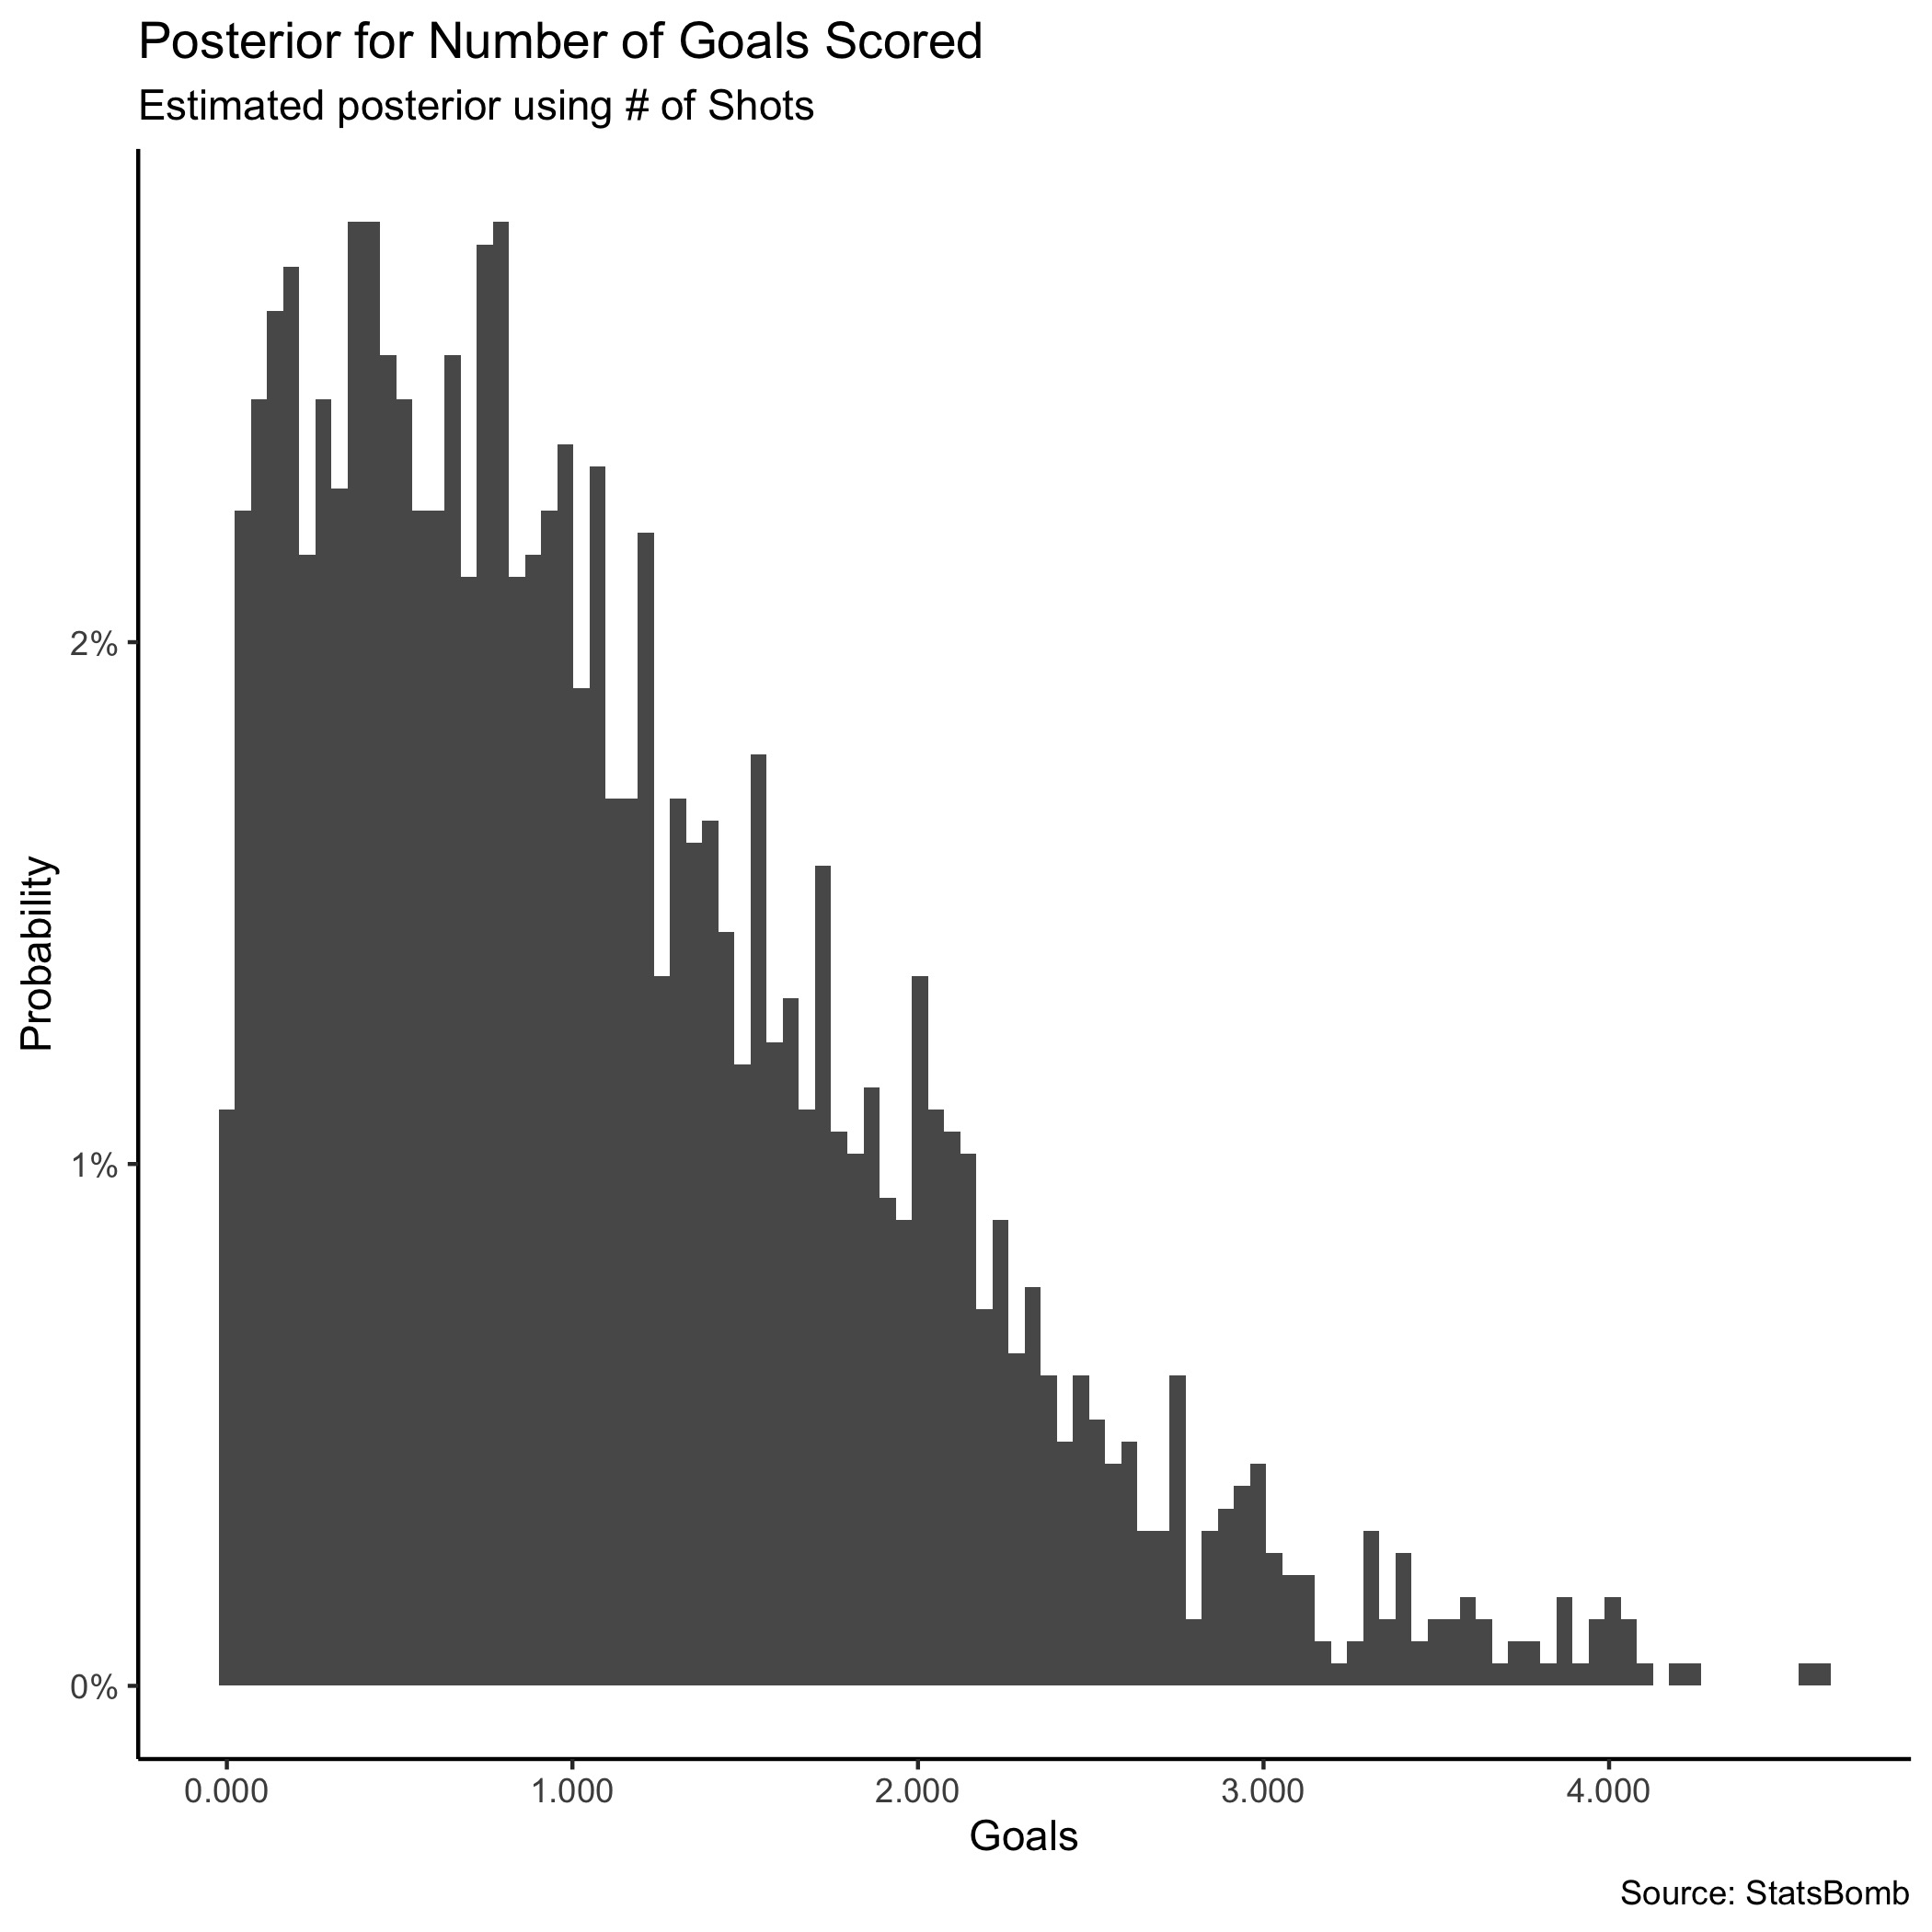 Posterior for Number of Goals Scored
Estimated posterior using # of Shots
Probability
2%
1%
0%
0.000 1.000 2.000 3.000 4.000
Goals
Source: StatsBomb